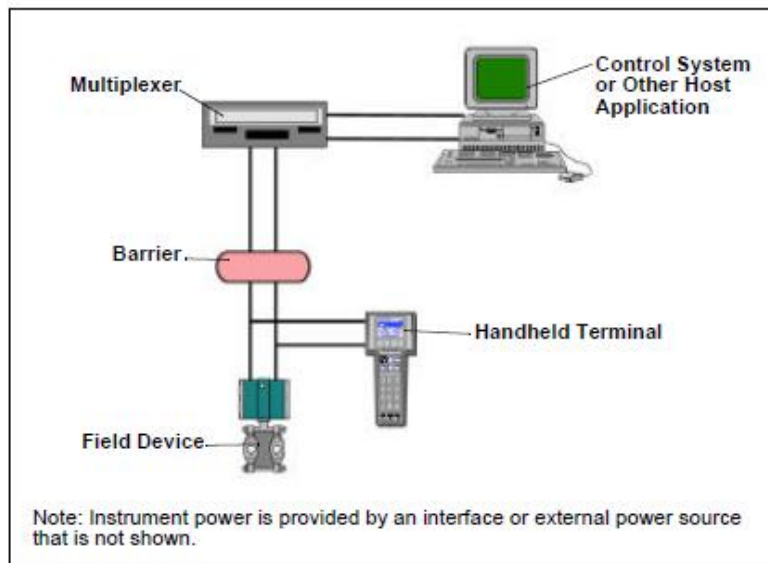 Multiplexer
Control System
or Other Host
Application
Barrier
Handheld Terminal
Field Device
Note: Instrument power is provided by an interface or external power source
that is not shown.